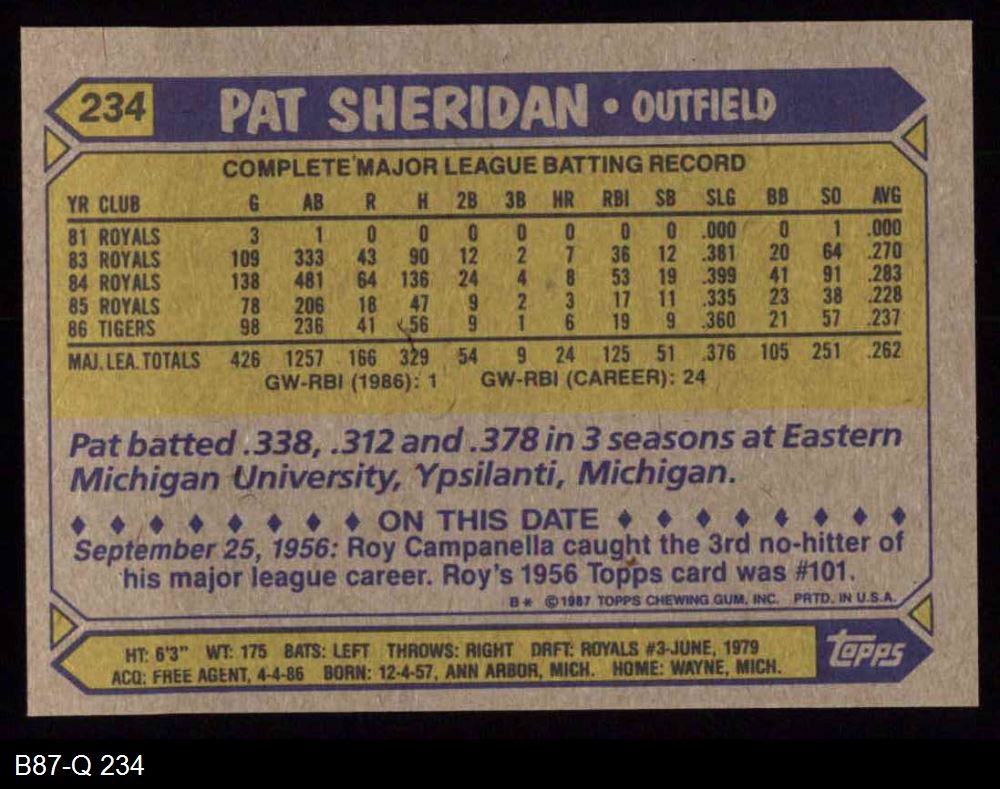 234 PAT SHERIDAN • OUTFIELD
COMPLETE MAJOR LEAGUE BATTING RECORD
YR CLUB G AB R H 2B 3B HR RBI SB SLG BB SO AVG
81 ROYALS 3 1 0 0 0 0 0 0 0 .000 0 1 .000
83 ROYALS 109 333 43 90 12 2 7 36 12 .381 20 64 .270
84 ROYALS 138 481 64 136 24 4 8 53 19 .399 41 91 .283
85 ROYALS 78 206 18 47 9 2 3 17 11 .335 23 38 .228
86 TIGERS 98 236 41 56 9 1 6 19 9 .360 21 57 .237
MAJ. LEA. TOTALS 426 1257 166 329 54 9 24 125 51 .376 105 251 .262
GW-RBI (1986): 1 GW-RBI (CAREER): 24
Pat batted .338, .312 and .378 in 3 seasons at Eastern
Michigan University, Ypsilanti, Michigan.
♦ ♦ ♦ ♦ ♦ ♦ ♦ ♦ ON THIS DATE ♦ ♦ ♦ ♦ ♦ ♦ ♦ ♦
September 25, 1956: Roy Campanella caught the 3rd no-hitter of
his major league career. Roy's 1956 Topps card was #101.
B* ©1987 TOPPS CHEWING GUM, INC. PRTD. IN U.S.A.
HT: 6'3" WT: 175 BATS: LEFT THROWS: RIGHT DRFT: ROYALS #3-JUNE, 1979
ACQ: FREE AGENT, 4-4-86 BORN: 12-4-57, ANN ARBOR, MICH. HOME: WAYNE, MICH.
topps
B87-Q 234